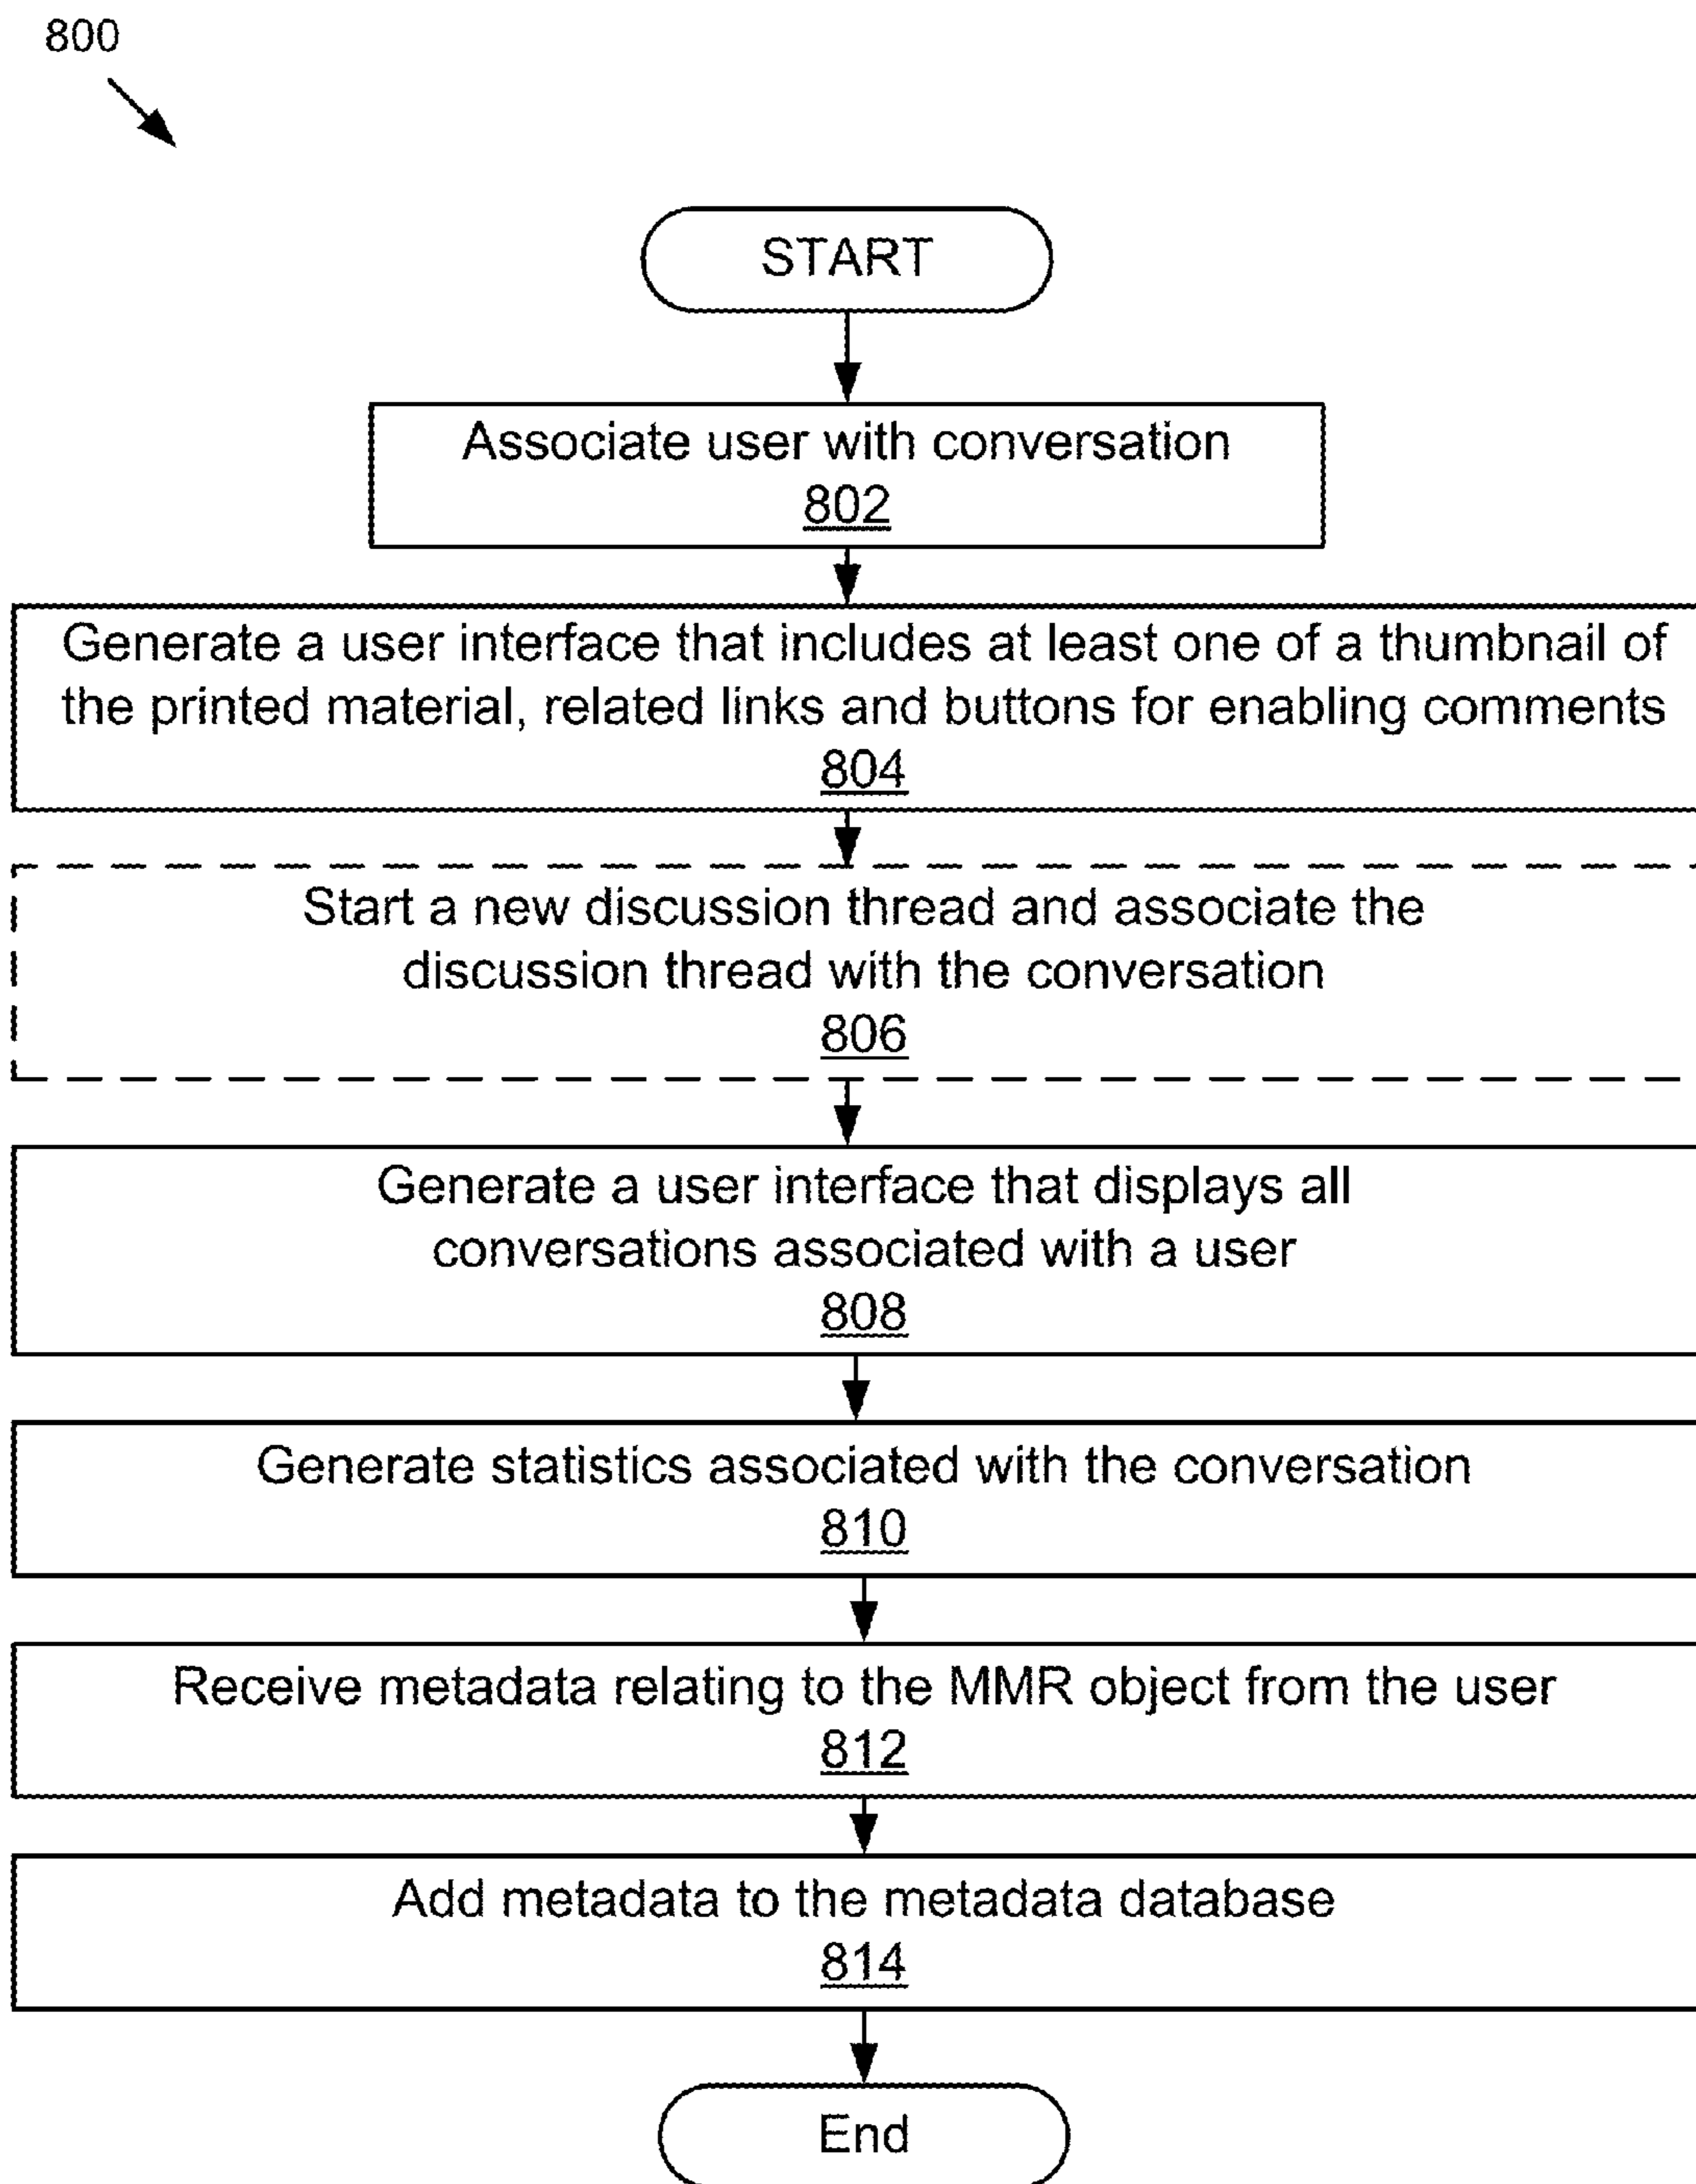 800
START
Associate user with conversation
802
Generate a user interface that includes at least one of a thumbnail of
the printed material, related links and buttons for enabling comments
804
Start a new discussion thread and associate the
discussion thread with the conversation
806
Generate a user interface that displays all
conversations associated with a user
808
Generate statistics associated with the conversation
810
Receive metadata relating to the MMR object from the user
812
Add metadata to the metadata database
814
End